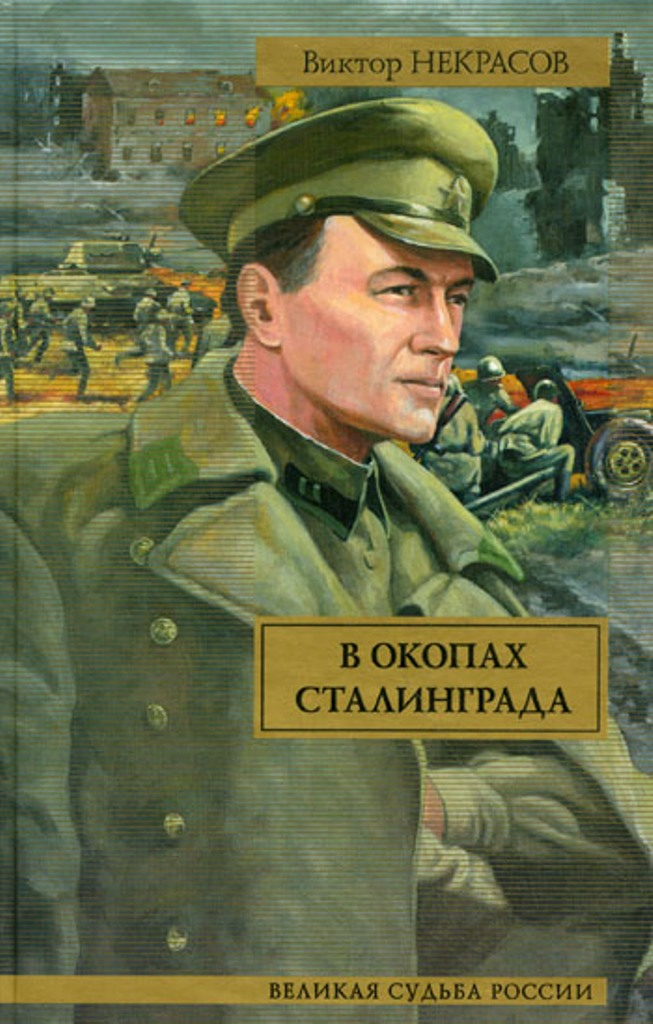 Виктор НЕКРАСОВ
В ОКОПАХ
СТАЛИНГРАДА
ВЕЛИКАЯ СУДЬБА РОССИИ